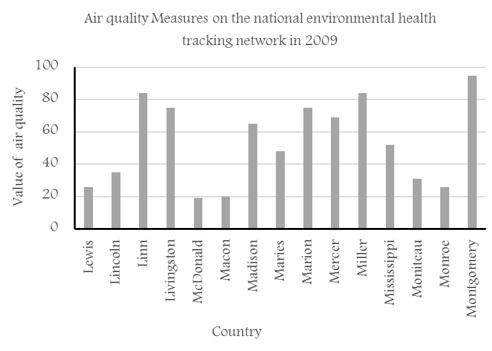 Air quality Measures on the national environmental health
tracking network in 2009
Value of air quality
100
80
60
40
20
0
Lewis
Lincoln
Linn
Livingston
McDonald
Macon
Madison
Maries
Marion
Mercer
Miller
Mississippi
Moniteau
Monroe
Montgomery
Country